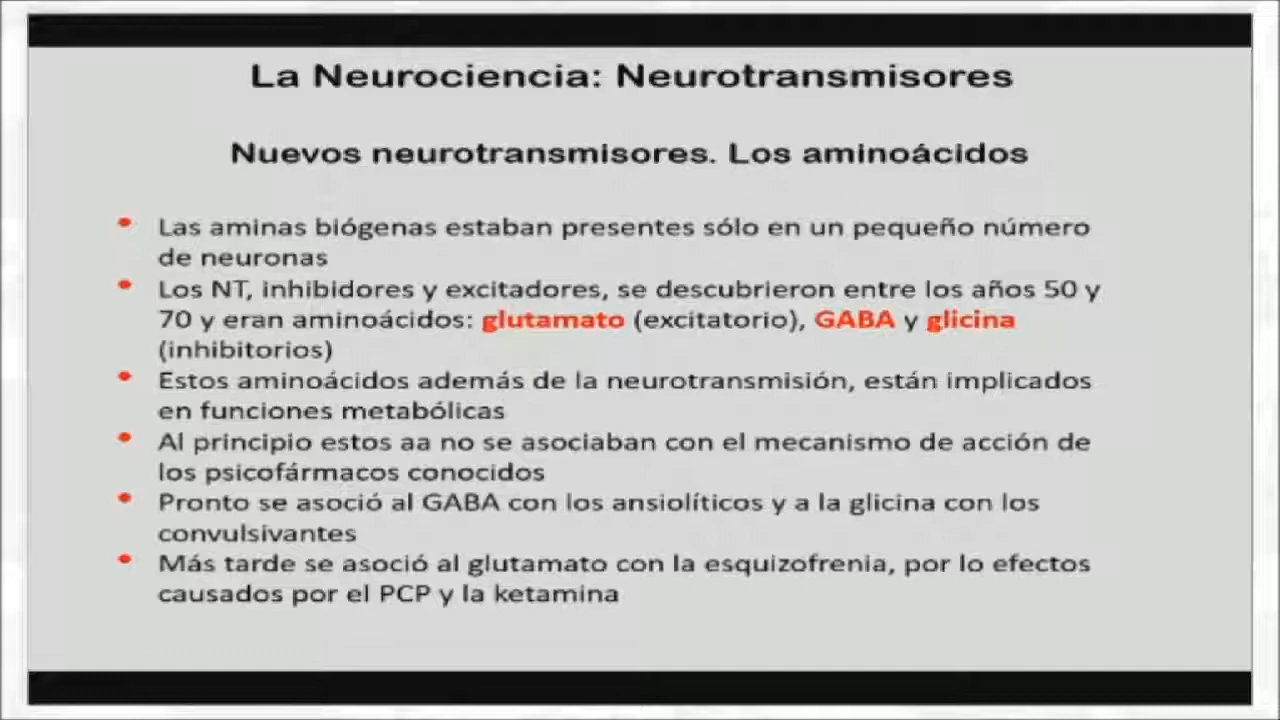 La Neurociencia: Neurotransmisores
Nuevos neurotransmisores. Los aminoácidos
• Las aminas biógenas estaban presentes sólo en un pequeño número
de neuronas
• Los NT, inhibidores y excitadores, se descubrieron entre los años 50 y
70 y eran aminoácidos: glutamato (excitatorio), GABA y glicina
(inhibitorios)
• Estos aminoácidos además de la neurotransmisión, están implicados
en funciones metabólicas
• Al principio estos aa no se asociaban con el mecanismo de acción de
los psicofármacos conocidos
• Pronto se asoció al GABA con los ansiolíticos y a la glicina con los
convulsivantes
• Más tarde se asoció al glutamato con la esquizofrenia, por lo efectos
causados por el PCP y la ketamina